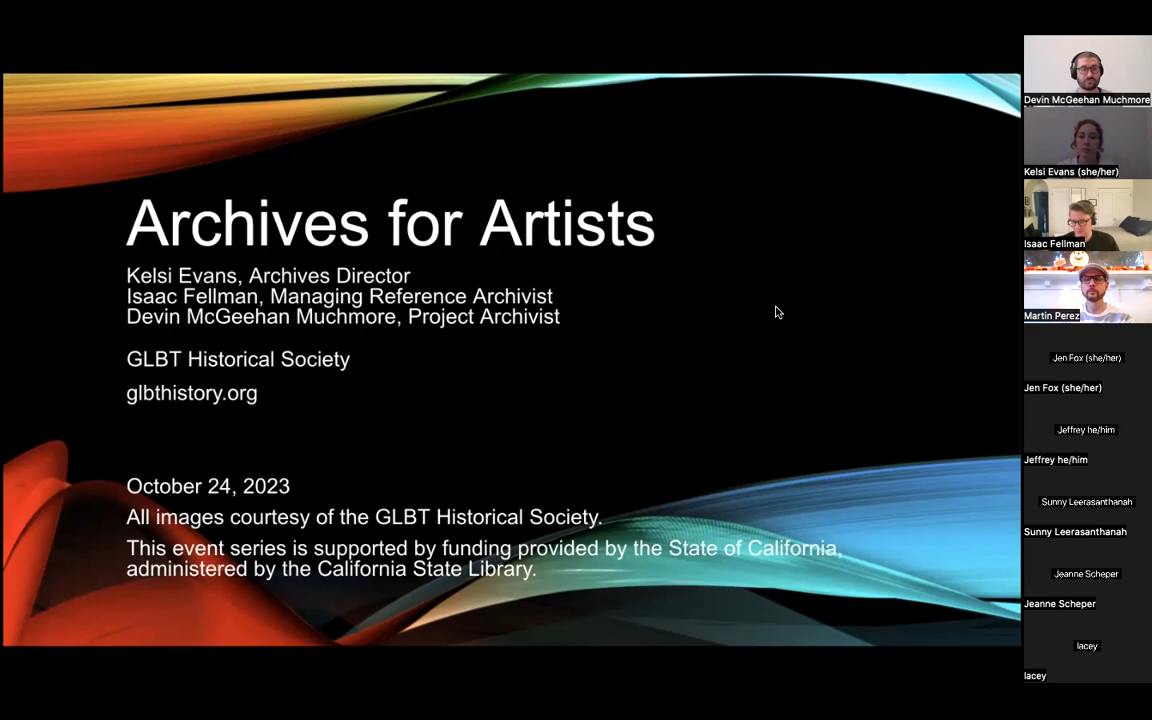 Archives for Artists
Kelsi Evans, Archives Director
Isaac Fellman, Managing Reference Archivist
Devin McGeehan Muchmore, Project Archivist
GLBT Historical Society
glbthistory.org
October 24, 2023
All images courtesy of the GLBT Historical Society.
This event series is supported by funding provided by the State of California,
administered by the California State Library.
Devin McGeehan Muchmore
Kelsi Evans (she/her)
Isaac Fellman
Martin Perez
Jen Fox (she/her)
Jen Fox (she/her)
Jeffrey he/him
Jeffrey he/him
Sunny Leerasanthanah
Sunny Leerasanthanah
Jeanne Scheper
Jeanne Scheper
lacey
lacey